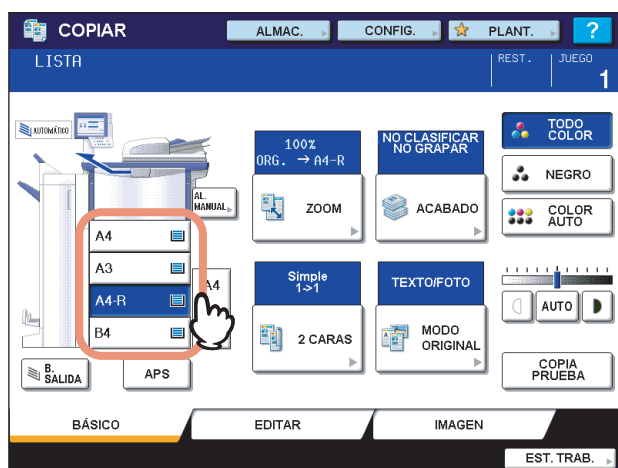 COPIAR
ALMAC.
CONFIG.
PLANT.
?
LISTA
REST.
JUEGO
1
AUTOMÁTICO
AL.
MANUAL
A4
A3
A4-R
B4
A4
100%
ORG. → A4-R
ZOOM
NO CLASIFICAR
NO GRAPAR
ACABADO
Simple
1->1
2 CARAS
TEXTO/FOTO
MODO
ORIGINAL
TODO
COLOR
NEGRO
COLOR
AUTO
AUTO
COPIA
PRUEBA
B.
SALIDA
APS
BÁSICO
EDITAR
IMAGEN
EST. TRAB.